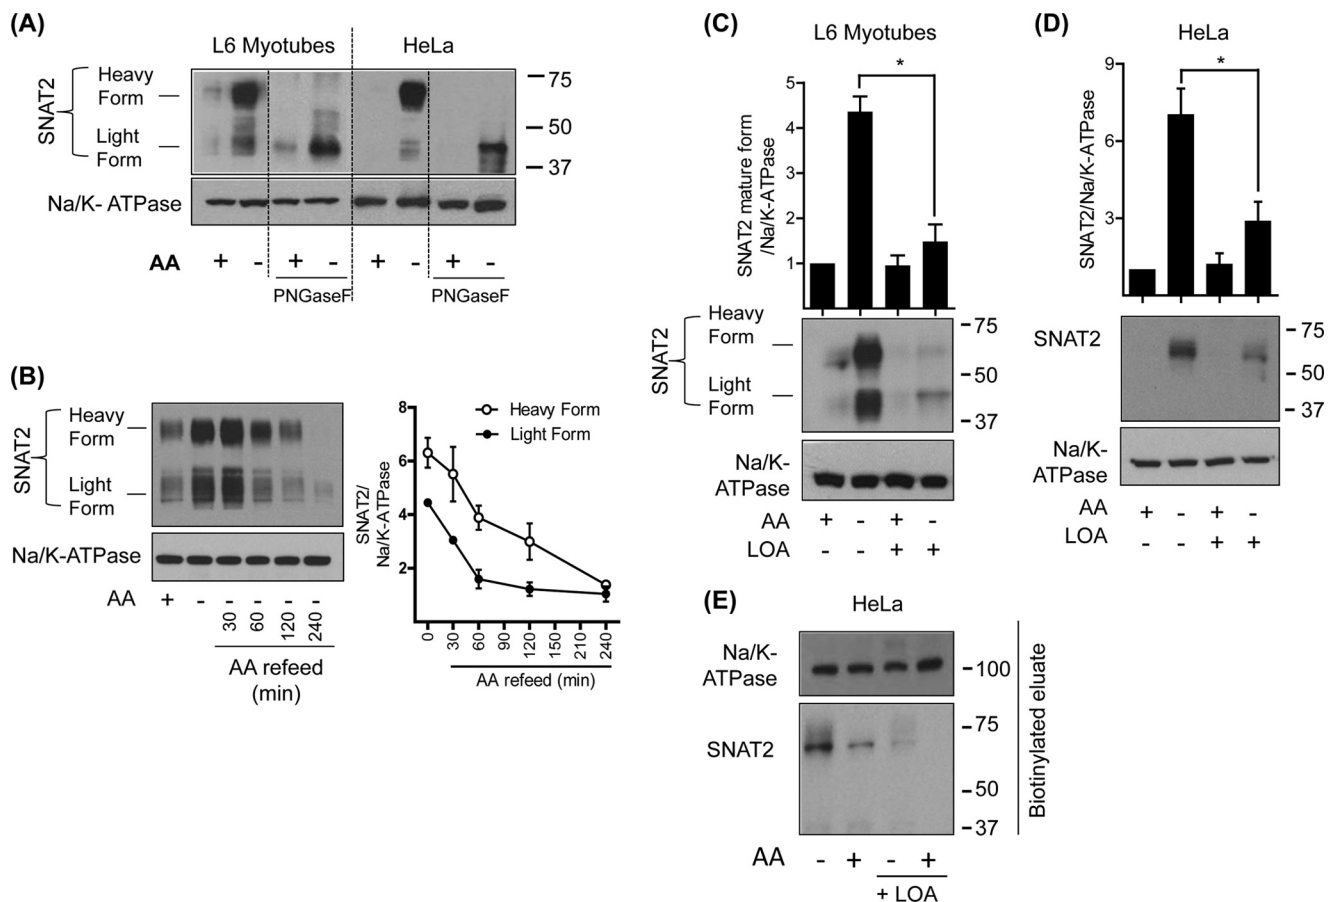 (A)
L6 Myotubes
HeLa
SNAT2
Heavy
Form
Light
Form
75
50
37
Na/K- ATPase
AA
+ - + - + - + -
PNGaseF
PNGaseF
(B)
SNAT2
Heavy
Form
Light
Form
Na/K-ATPase
AA
+ - - - - -
30 60 120 240
AA refeed
(min)
8
6
4
2
SNAT2/
Na/K-ATPase
Heavy Form
Light Form
0 30 60 90 120 150 210 240
AA refeed (min)
(C)
L6 Myotubes
*
5
4
3
2
1
SNAT2 mature form
/Na/K-ATPase
SNAT2
Heavy
Form
Light
Form
75
50
37
Na/K-
ATPase
AA + - + -
LOA - - + +
(D)
HeLa
*
9
6
3
SNAT2/Na/K-ATPase
SNAT2
75
50
37
Na/K-
ATPase
AA + - + -
LOA - - + +
(E)
HeLa
Na/K-
ATPase
100
SNAT2
75
50
37
Biotinylated eluate
AA - + - +
+ LOA